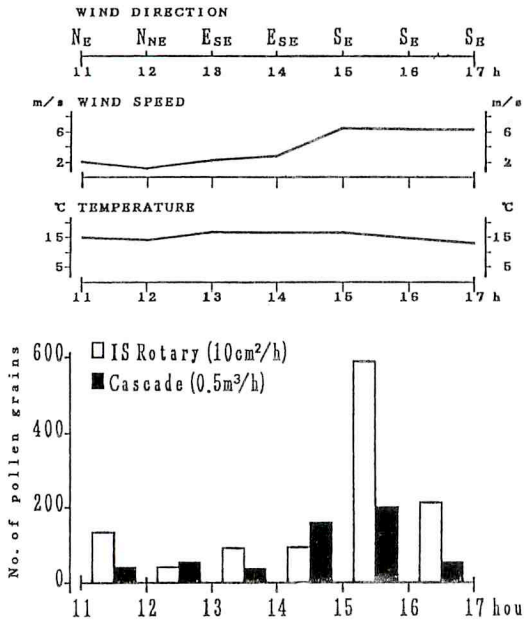 WIND DIRECTION
NE NNE ESE ESE SE SE SE
11 12 13 14 15 16 17 h
m/s WIND SPEED m/s
6 6
2 2
℃ TEMPERATURE ℃
15 15
5 5
11 12 13 14 15 16 17 h
600
IS Rotary (10cm²/h)
Cascade (0.5m³/h)
400
200
0
No. of pollen grains
11 12 13 14 15 16 17 hou